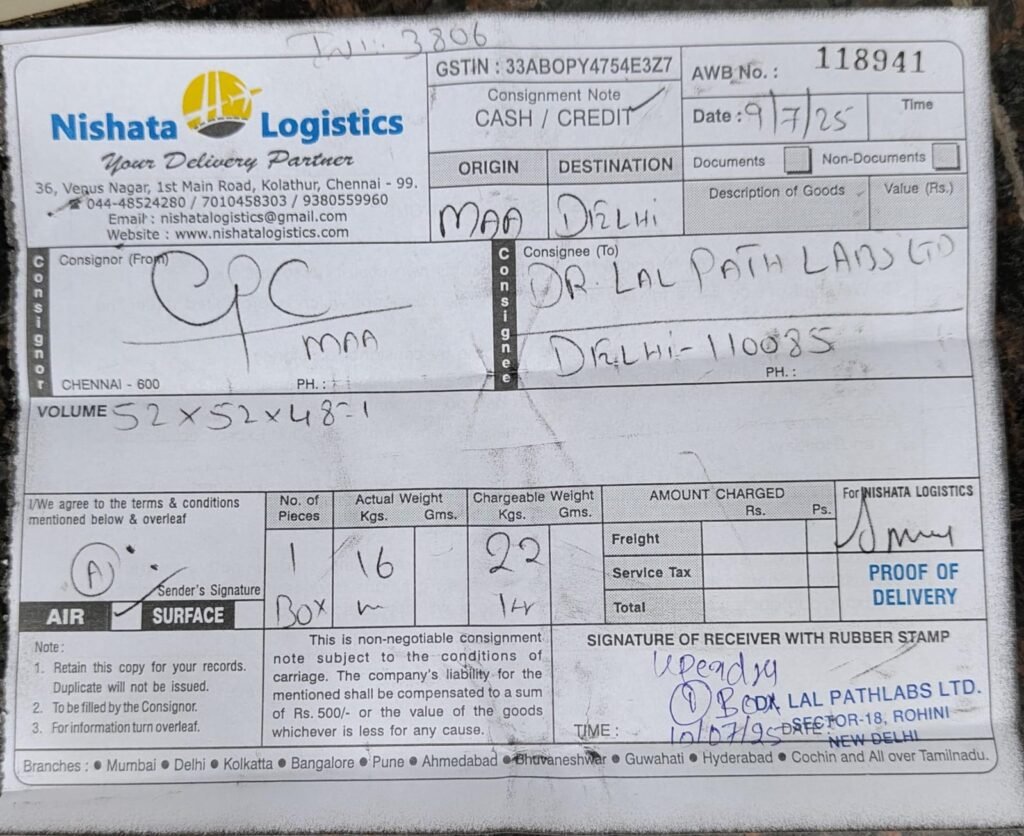 INV: 3806
Nishata Logistics
Your Delivery Partner
36, Venus Nagar, 1st Main Road, Kolathur, Chennai - 99.
☎ 044-48524280 / 7010458303 / 9380559960
Email : nishatalogistics@gmail.com
Website : www.nishatalogistics.com
GSTIN : 33ABOPY4754E3Z7
Consignment Note
CASH / CREDIT ✓
AWB No. : 118941
Date : 9/7/25
Time
ORIGIN
DESTINATION
MAA
DELHI
Documents
Non-Documents
Description of Goods
Value (Rs.)
Consignor
Consignor (From)
CPC
MAA
CHENNAI - 600
PH. :
Consignee
Consignee (To)
DR. LAL PATH LABS LTD
DELHI - 110085
PH. :
VOLUME 52 x 52 x 48 = 1
I/We agree to the terms & conditions
mentioned below & overleaf
A
Sender's Signature
AIR ✓ SURFACE
No. of
Pieces
1
Box
Actual Weight
Kgs. Gms.
16
Chargeable Weight
Kgs. Gms.
22
AMOUNT CHARGED
Rs. Ps.
Freight
Service Tax
Total
For NISHATA LOGISTICS
PROOF OF
DELIVERY
Note :
1. Retain this copy for your records.
Duplicate will not be issued.
2. To be filled by the Consignor.
3. For information turn overleaf.
This is non-negotiable consignment
note subject to the conditions of
carriage. The company's liability for the
mentioned shall be compensated to a sum
of Rs. 500/- or the value of the goods
whichever is less for any cause.
SIGNATURE OF RECEIVER WITH RUBBER STAMP
1 Box
LAL PATHLABS LTD.
SECTOR-18, ROHINI
NEW DELHI
TIME :
10/07/25
DATE :
Branches : ● Mumbai ● Delhi ● Kolkatta ● Bangalore ● Pune ● Ahmedabad ● Bhuvaneshwar ● Guwahati ● Hyderabad ● Cochin and All over Tamilnadu.